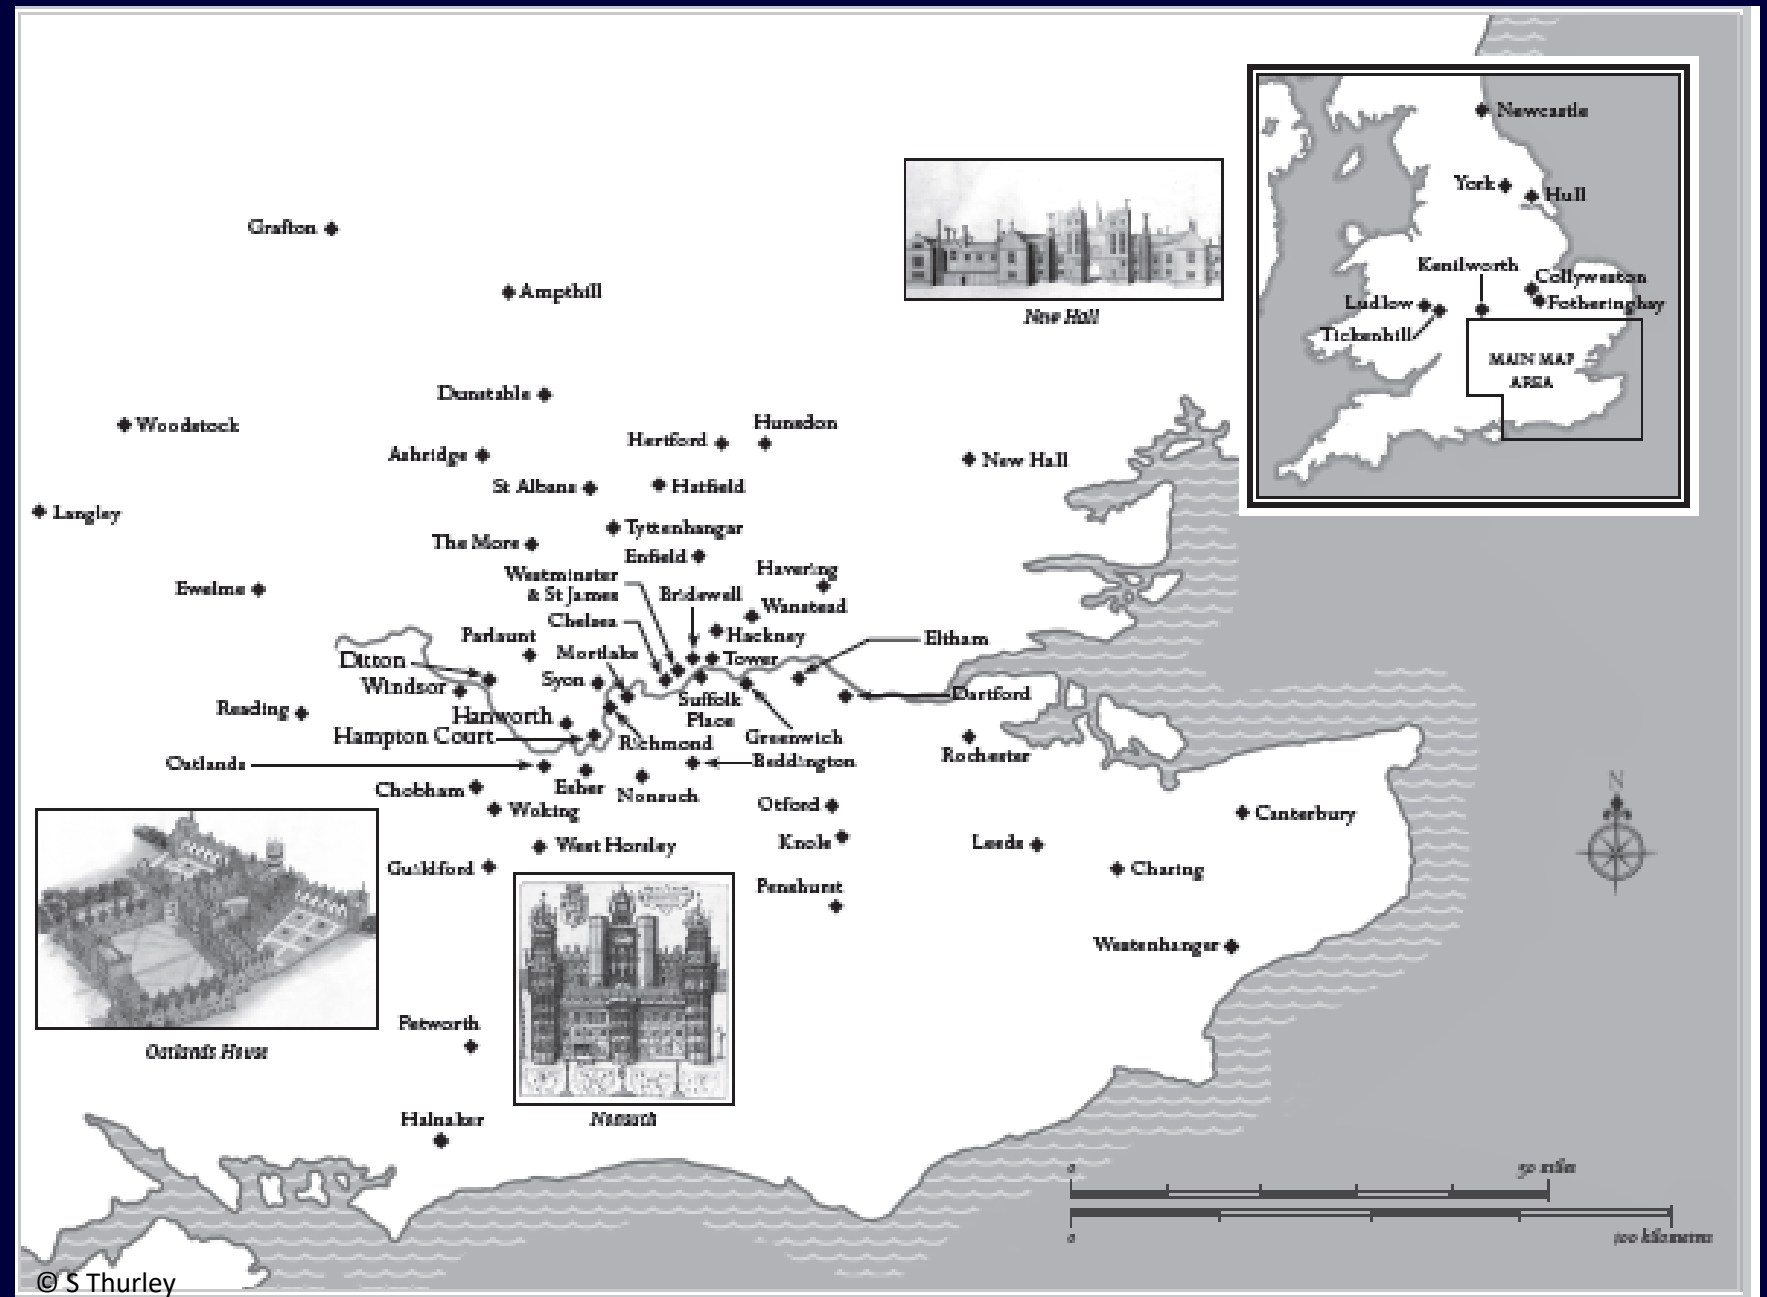 Newcastle
York
Hull
Kenilworth
Collyweston
Ludlow
Fotheringhay
Tickenhill
MAIN MAP
AREA
Grafton
Ampthill
New Hall
Dunstable
Woodstock
Hunsdon
Hertford
Ashridge
New Hall
St Albans
Hatfield
Langley
Tyttenhangar
The More
Enfield
Havering
Westminster
& St James
Ewelme
Bridewell
Wanstead
Chelsea
Parlaunt
Hackney
Eltham
Mortlake
Ditton
Tower
Syon
Windsor
Dartford
Suffolk
Place
Reading
Hanworth
Hampton Court
Richmond
Greenwich
Rochester
Oatlands
Beddington
Chobham
Esher
Nonsuch
Woking
Otford
Canterbury
West Horsley
Knole
Leeds
Guildford
Charing
Penshurst
Westenhanger
Petworth
Oatlands House
Nonsuch
Halnaker
N
0
50 miles
0
100 kilometres
© S Thurley